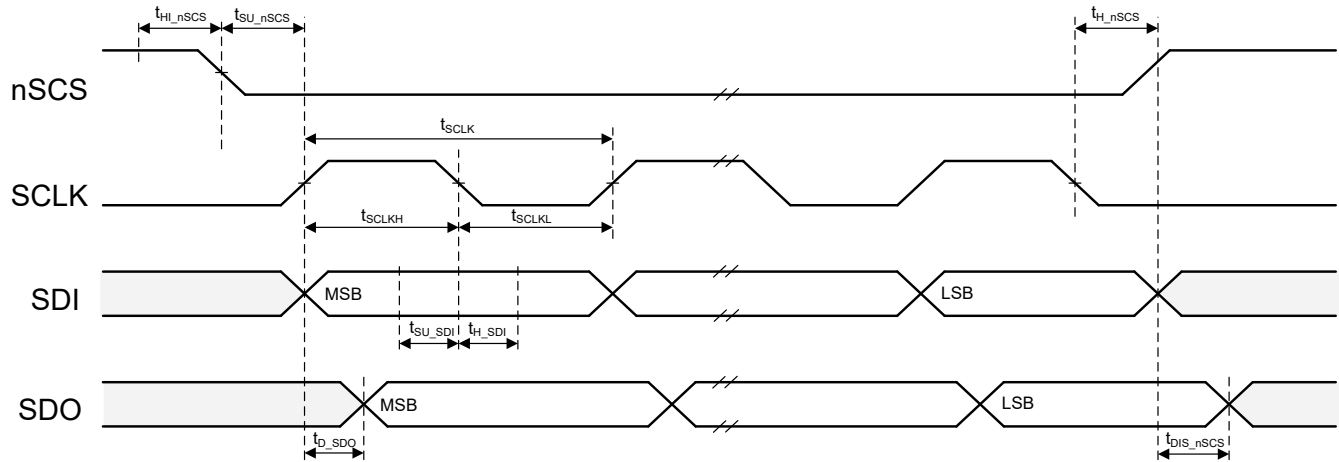 tHI_nSCS tSU_nSCS tH_nSCS
nSCS
tSCLK
SCLK
tSCLKH tSCLKL
SDI MSB LSB
tSU_SDI tH_SDI
SDO MSB LSB
tD_SDO tDIS_nSCS